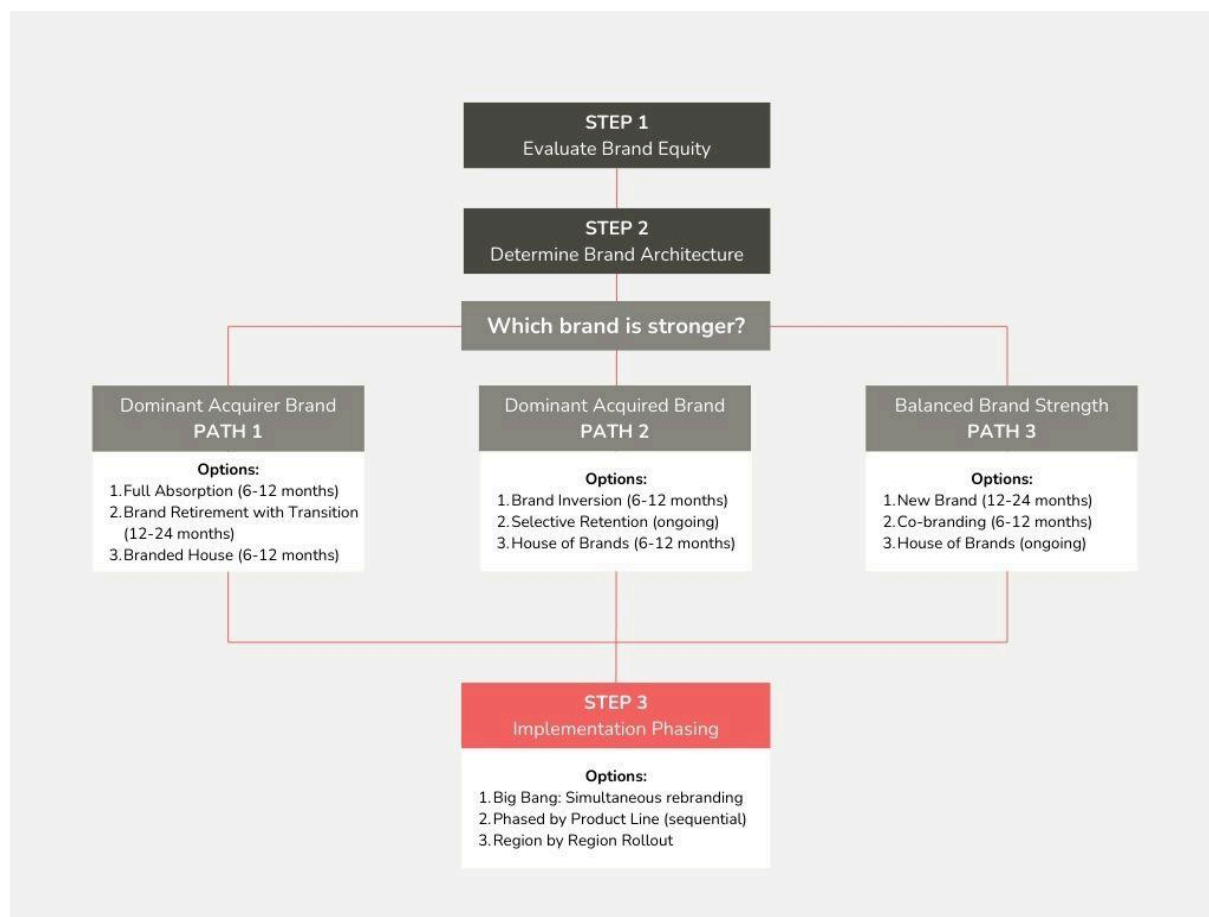 STEP 1
Evaluate Brand Equity
STEP 2
Determine Brand Architecture
Which brand is stronger?
Dominant Acquirer Brand
PATH 1
Options:
1.Full Absorption (6-12 months)
2.Brand Retirement with Transition
(12-24 months)
3.Branded House (6-12 months)
Dominant Acquired Brand
PATH 2
Options:
1.Brand Inversion (6-12 months)
2.Selective Retention (ongoing)
3.House of Brands (6-12 months)
Balanced Brand Strength
PATH 3
Options:
1.New Brand (12-24 months)
2.Co-branding (6-12 months)
3.House of Brands (ongoing)
STEP 3
Implementation Phasing
Options:
1.Big Bang: Simultaneous rebranding
2.Phased by Product Line (sequential)
3.Region by Region Rollout